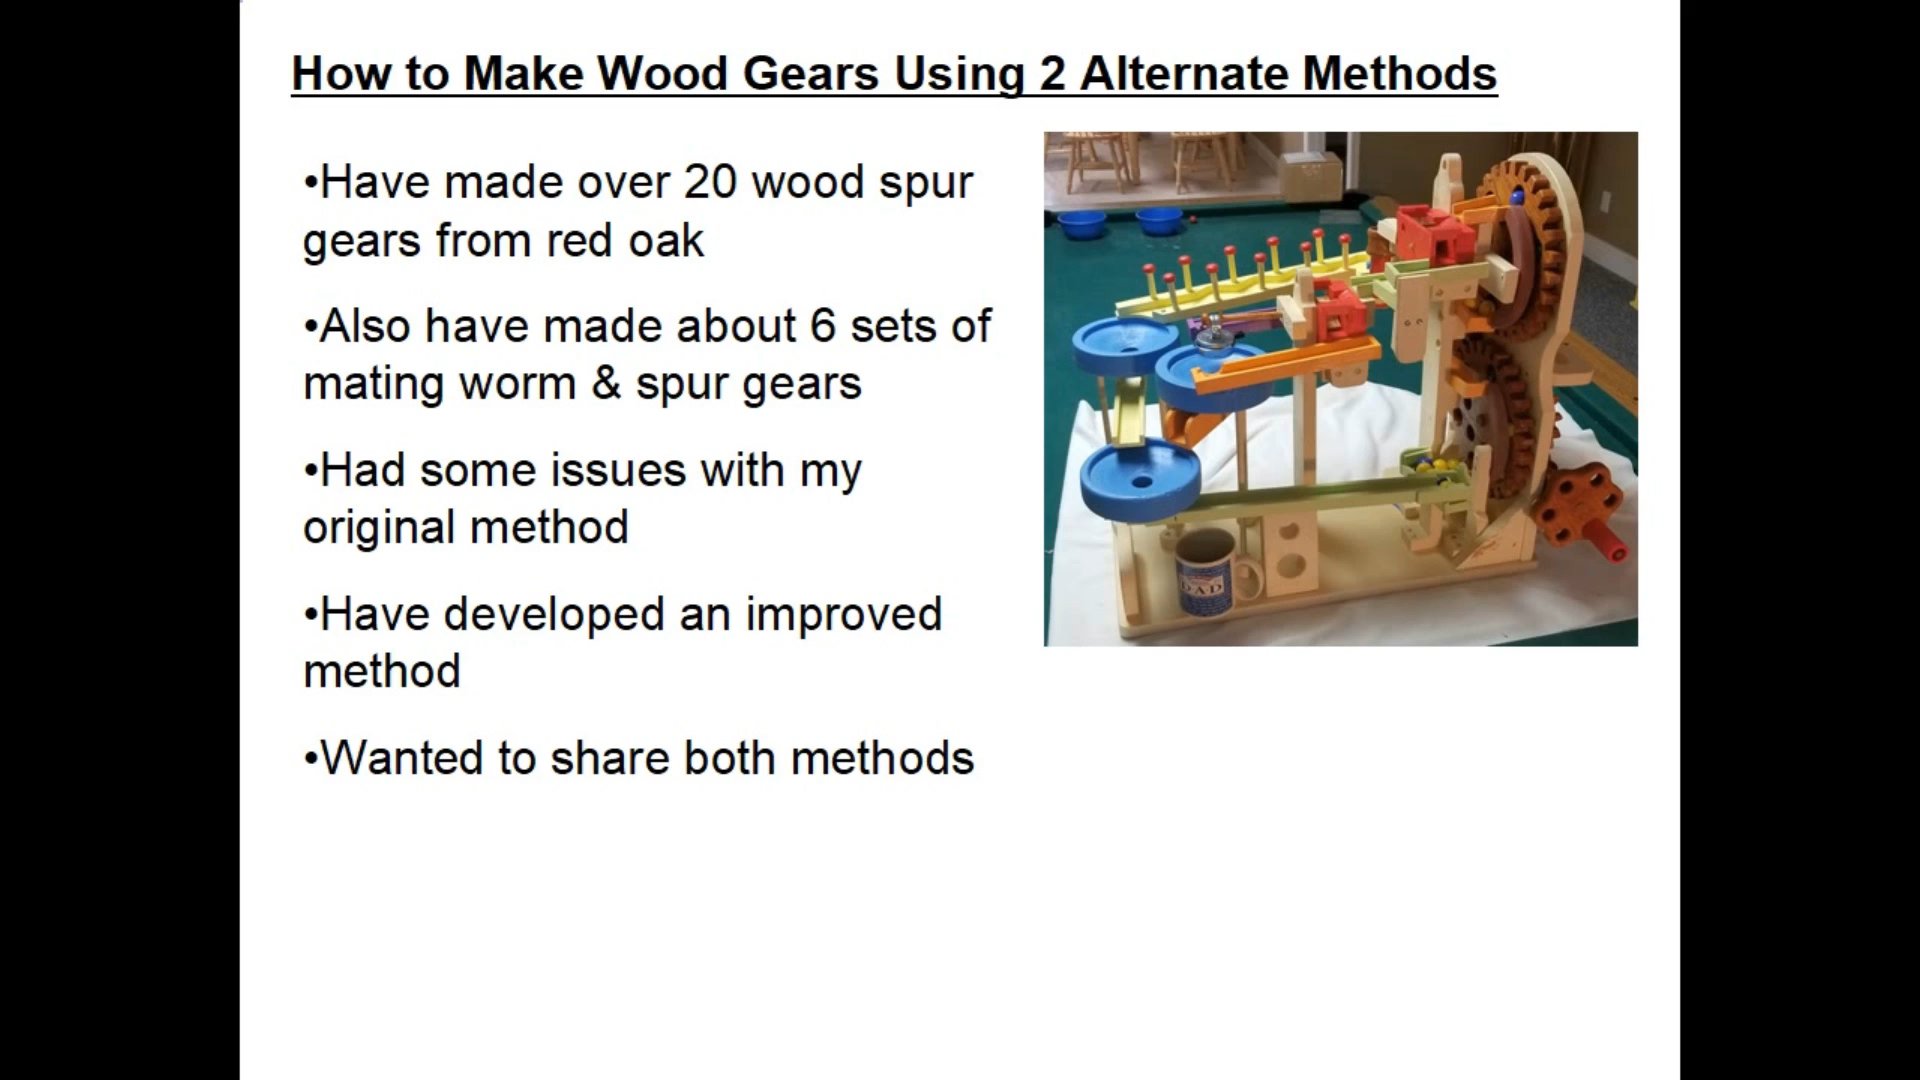 How to Make Wood Gears Using 2 Alternate Methods
•Have made over 20 wood spur
gears from red oak
•Also have made about 6 sets of
mating worm & spur gears
•Had some issues with my
original method
•Have developed an improved
method
•Wanted to share both methods
DAD